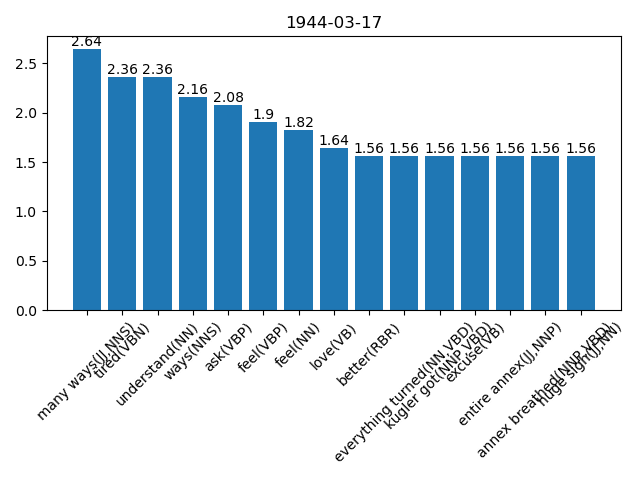 1944-03-17
2.64
2.36
2.36
2.16
2.08
1.9
1.82
1.64
1.56
1.56
1.56
1.56
1.56
1.56
1.56
2.5
2.0
1.5
1.0
0.5
0.0
many ways(JJ,NNS)
tired(VBN)
understand(NN)
ways(NNS)
ask(VBP)
feel(VBP)
feel(NN)
love(VB)
better(RBR)
everything turned(NN,VBD)
kugler got(NNP,VBD)
excuse(VB)
entire annex(JJ,NNP)
annex breathed(NNP,VBD)
huge sigh(JJ,NN)